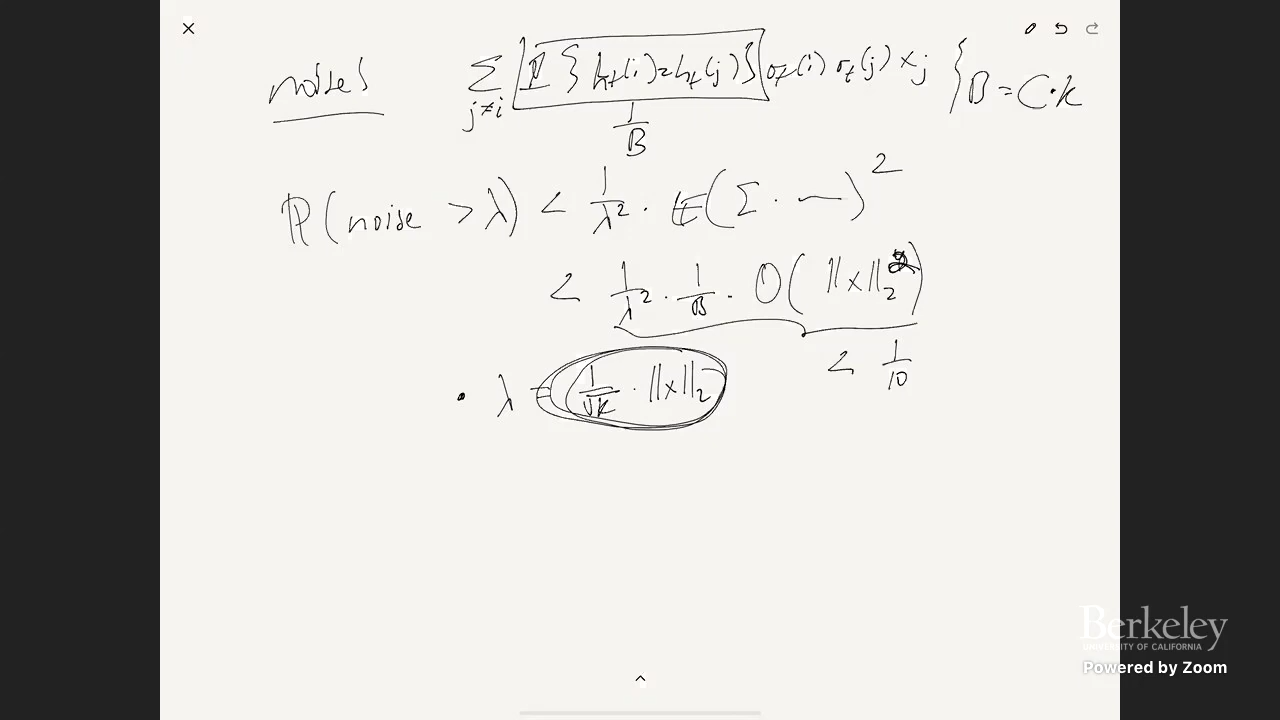 noise: Σ_{j≠i} 𝟙{h_t(i)=h_t(j)} σ_t(i) σ_t(j) x_j { B = C·k
1/B
ℙ(noise > λ) < 1/λ² · 𝔼(Σ · —)²
< 1/λ² · 1/B · O(‖x‖₂)
< 1/10
• λ = 1/√k · ‖x‖₂
Berkeley
UNIVERSITY OF CALIFORNIA
Powered by Zoom